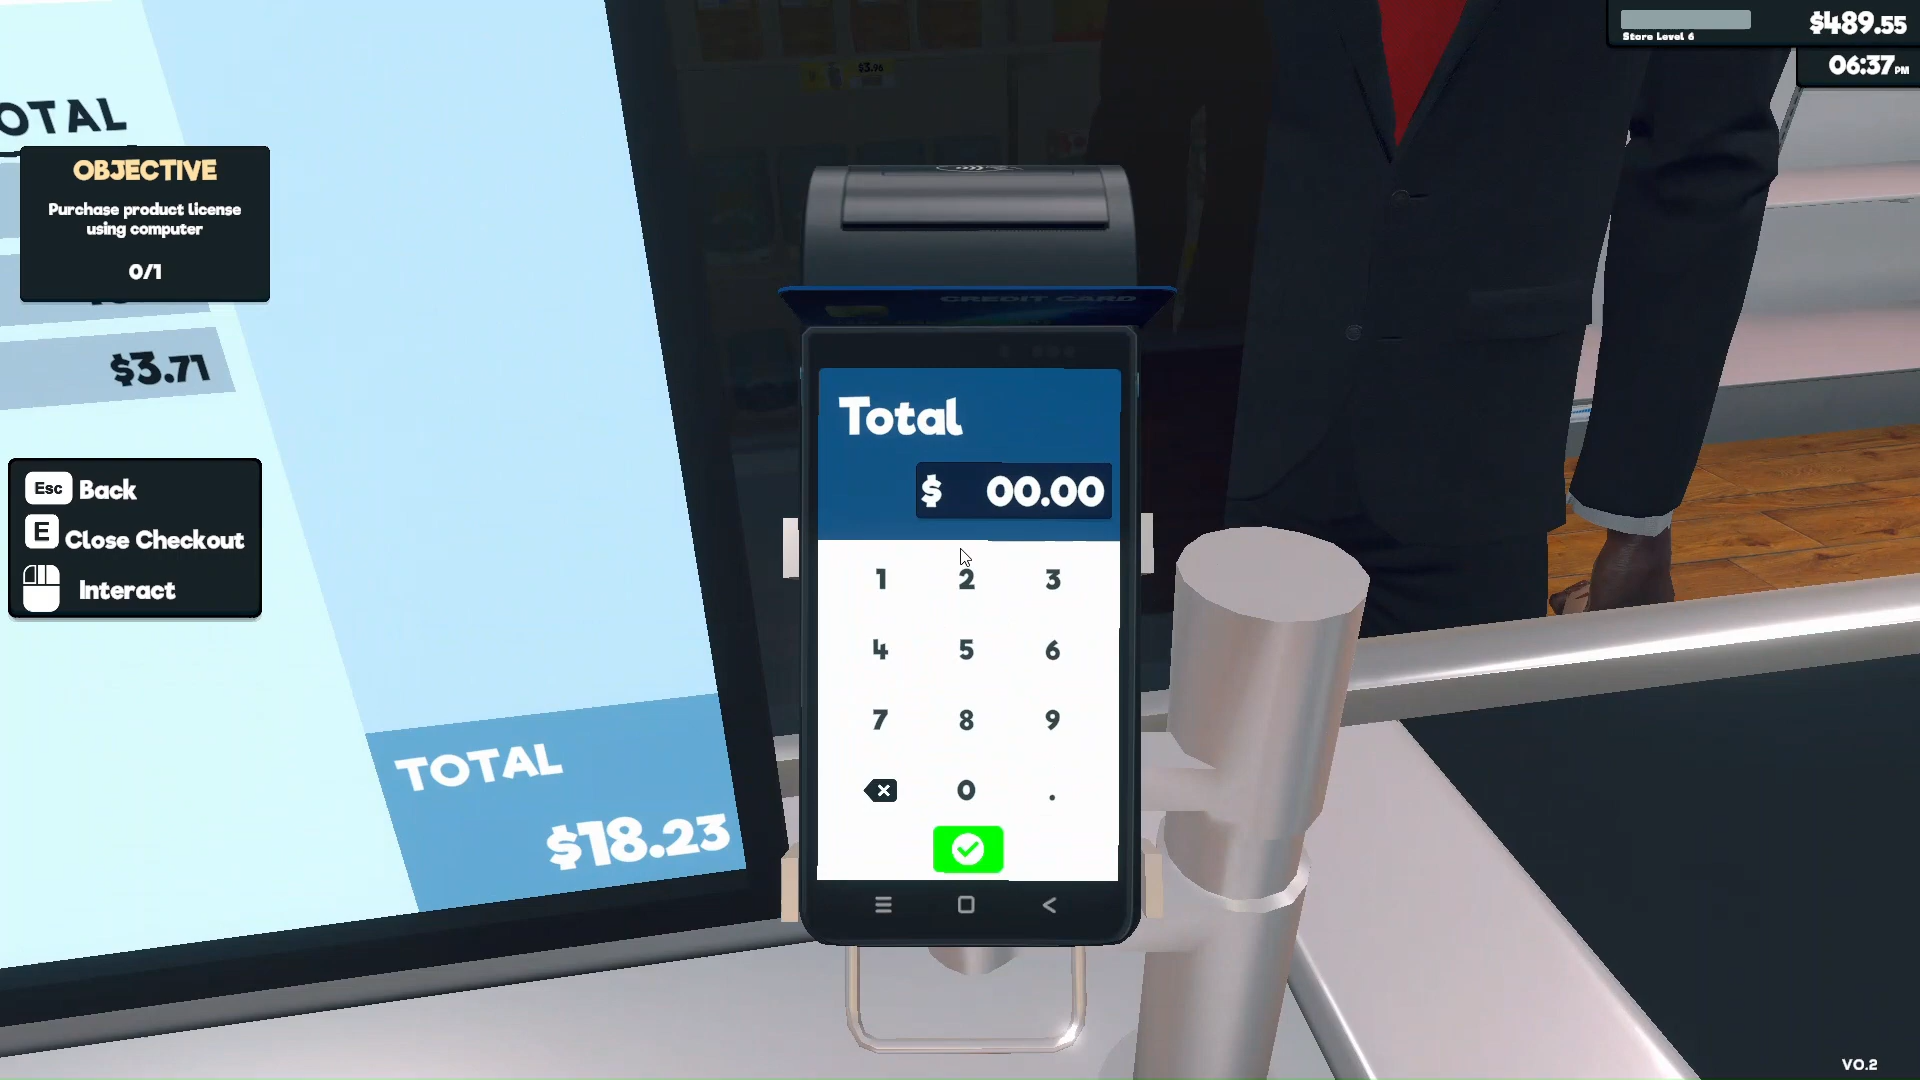 $489.55
Store Level 6
06:37PM
$3.96
OTAL
OBJECTIVE
Purchase product license
using computer
0/1
$3.71
Esc Back
E Close Checkout
Interact
CREDIT CARD
Total
$ 00.00
1 2 3
4 5 6
7 8 9
0 .
TOTAL
$18.23
V0.2